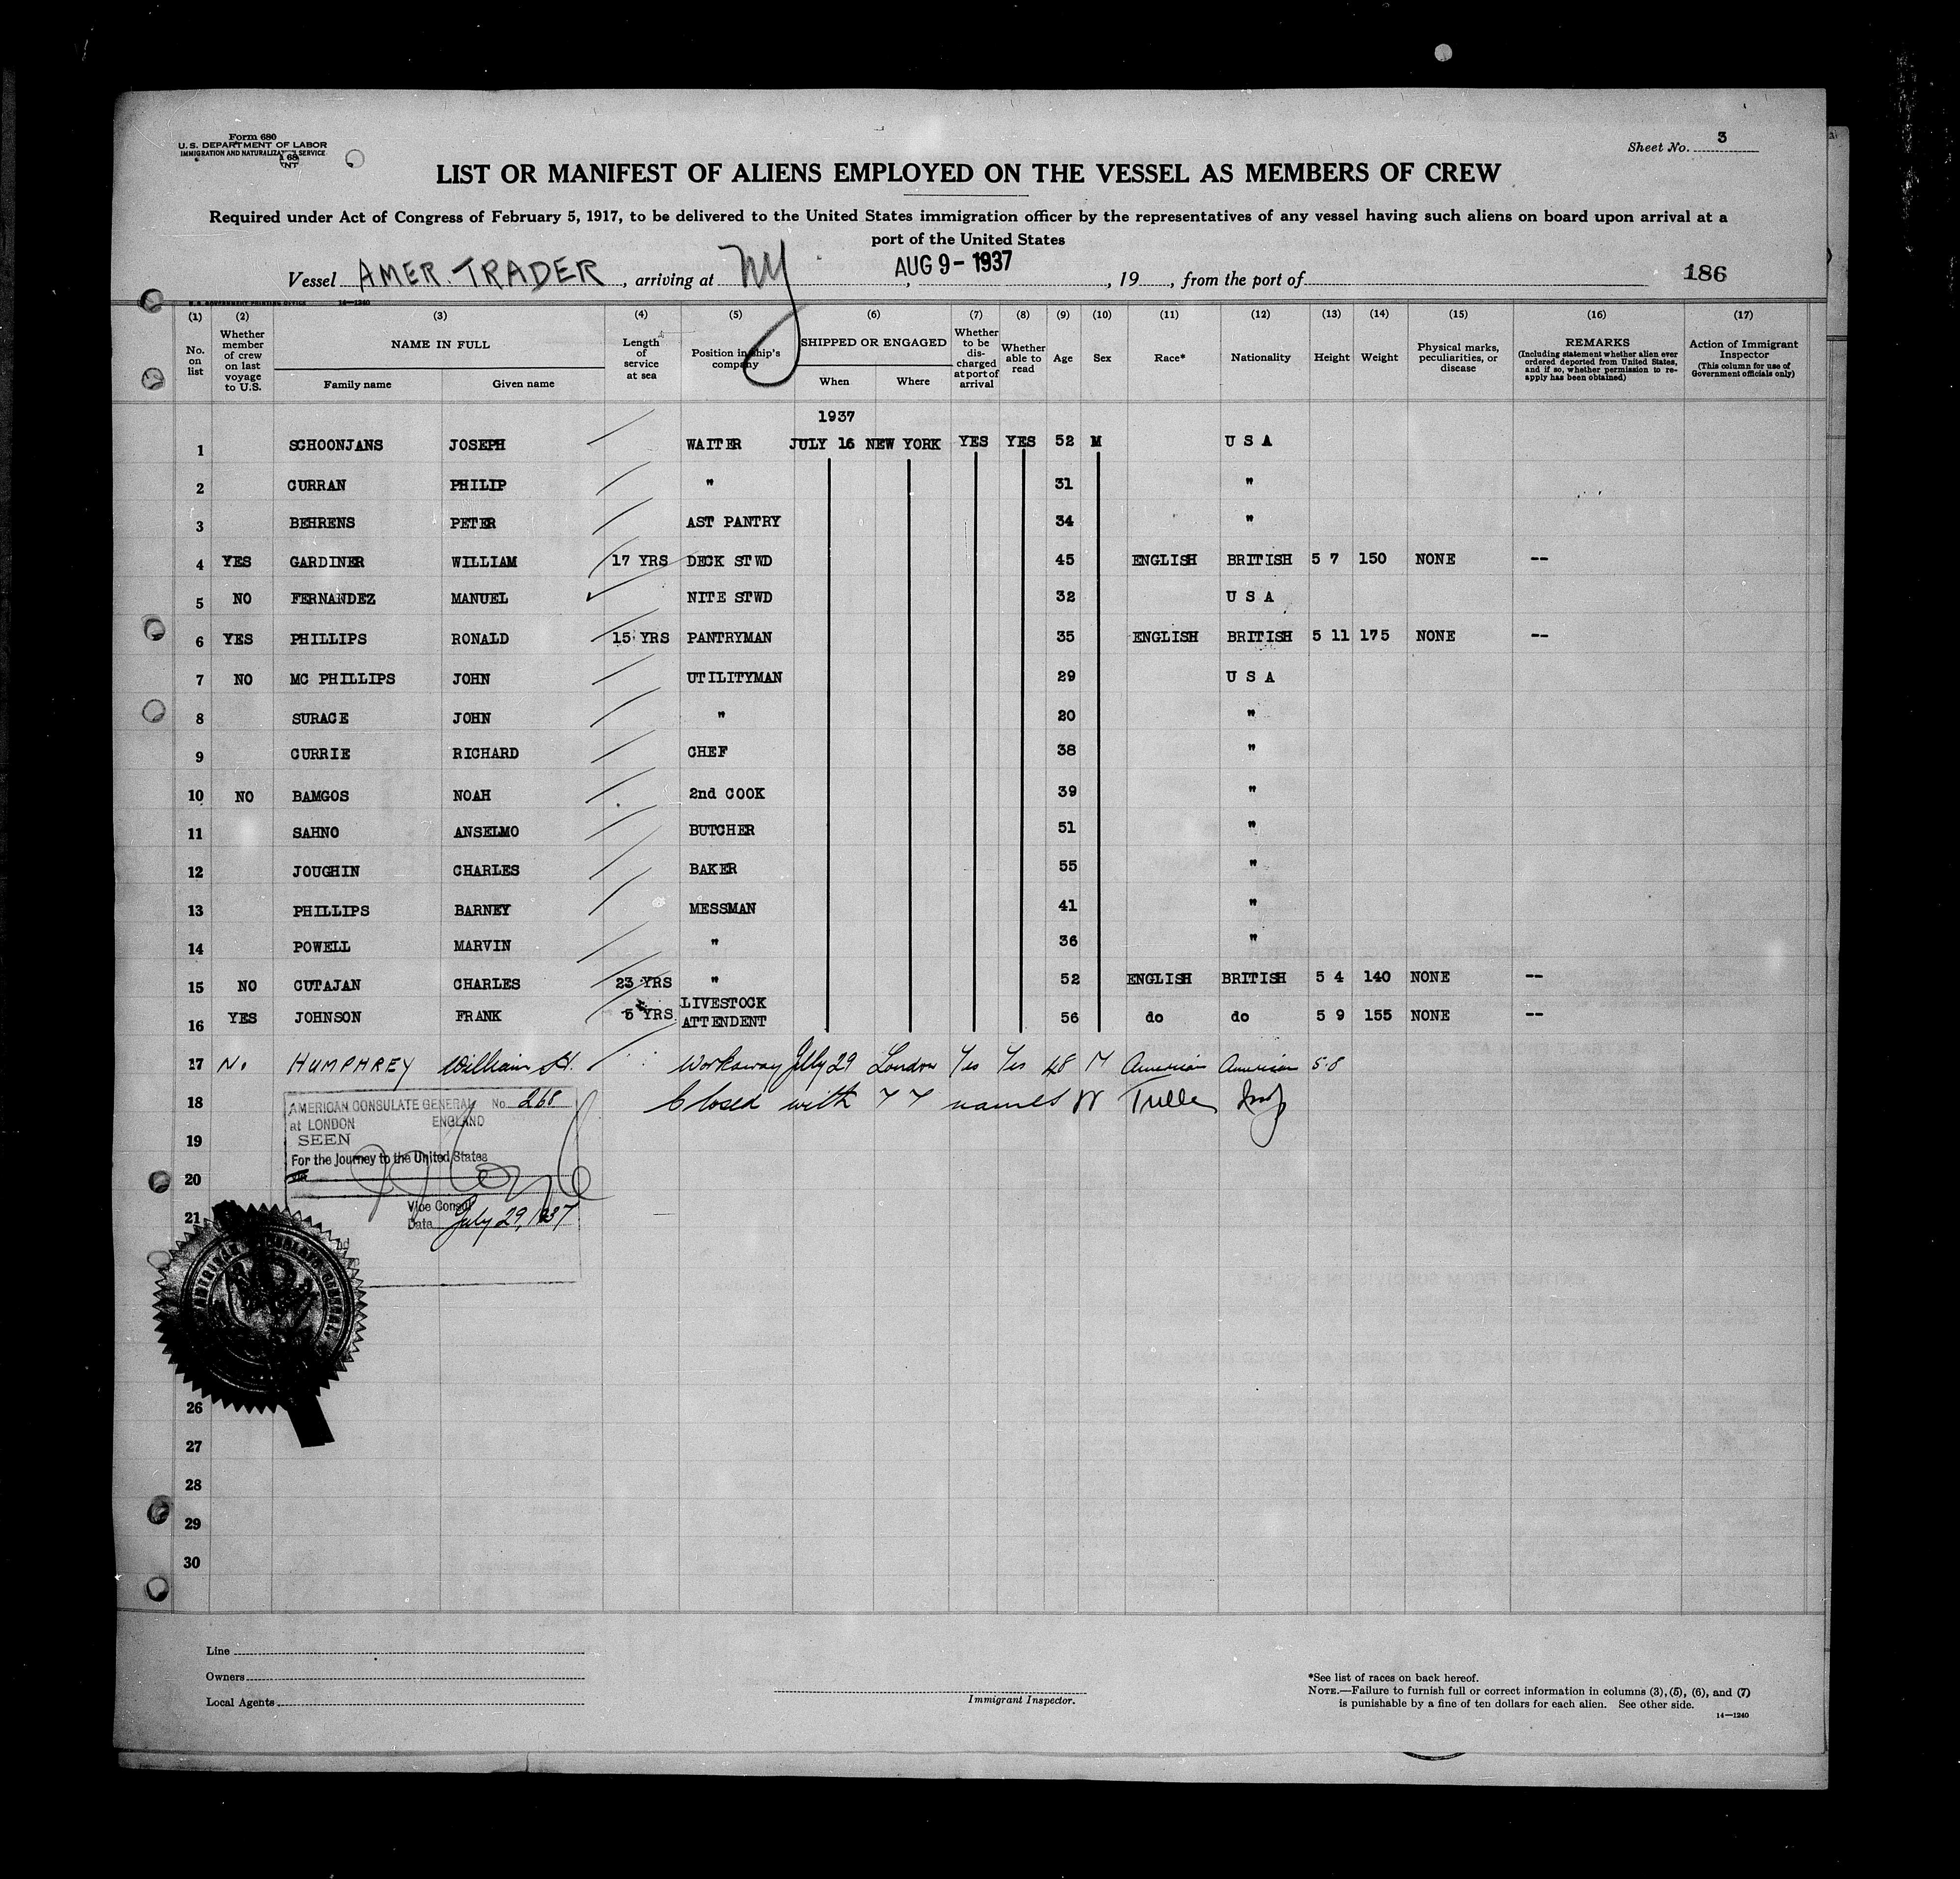 Form 680
U. S. DEPARTMENT OF LABOR
IMMIGRATION AND NATURALIZATION SERVICE
Sheet No. 3
LIST OR MANIFEST OF ALIENS EMPLOYED ON THE VESSEL AS MEMBERS OF CREW
Required under Act of Congress of February 5, 1917, to be delivered to the United States immigration officer by the representatives of any vessel having such aliens on board upon arrival at a
port of the United States
Vessel AMER. TRADER, arriving at NY, AUG 9 - 1937, 19, from the port of 186
U. S. GOVERNMENT PRINTING OFFICE 14—1240
(1) No. on list
(2) Whether member of crew on last voyage to U.S.
(3) NAME IN FULL Family name Given name
(4) Length of service at sea
(5) Position in ship's company
(6) SHIPPED OR ENGAGED When Where
(7) Whether to be discharged at port of arrival
(8) Whether able to read
(9) Age
(10) Sex
(11) Race*
(12) Nationality
(13) Height
(14) Weight
(15) Physical marks, peculiarities, or disease
(16) REMARKS (Including statement whether alien ever ordered deported from United States, and if so, whether permission to reapply has been obtained)
(17) Action of Immigrant Inspector (This column for use of Government officials only)
1937
1 SCHOONJANS JOSEPH WAITER JULY 16 NEW YORK YES YES 52 M U S A
2 CURRAN PHILIP " 31 "
3 BEHRENS PETER AST PANTRY 34 "
4 YES GARDINER WILLIAM 17 YRS DECK STWD 45 ENGLISH BRITISH 5 7 150 NONE --
5 NO FERNANDEZ MANUEL NITE STWD 32 U S A
6 YES PHILLIPS RONALD 15 YRS PANTRYMAN 35 ENGLISH BRITISH 5 11 175 NONE --
7 NO MC PHILLIPS JOHN UTILITYMAN 29 U S A
8 SURACE JOHN " 20 "
9 CURRIE RICHARD CHEF 38 "
10 NO BAMGOS NOAH 2nd COOK 39 "
11 SAHNO ANSELMO BUTCHER 51 "
12 JOUGHIN CHARLES BAKER 55 "
13 PHILLIPS BARNEY MESSMAN 41 "
14 POWELL MARVIN " 36 "
15 NO CUTAJAN CHARLES 23 YRS " 52 ENGLISH BRITISH 5 4 140 NONE --
16 YES JOHNSON FRANK 5 YRS LIVESTOCK ATTENDENT 56 do do 5 9 155 NONE --
17 No HUMPHREY William H. Workaway July 29 London Yes Yes 48 M American American 5-8
18 Closed with 77 names
19
20
21
26
27
28
29
30
AMERICAN CONSULATE GENERAL No. 268
at LONDON ENGLAND
SEEN
For the Journey to the United States
Vice Consul
Date July 29, 1937
Line
Owners
Local Agents
Immigrant Inspector.
*See list of races on back hereof.
NOTE.—Failure to furnish full or correct information in columns (3), (5), (6), and (7)
is punishable by a fine of ten dollars for each alien. See other side.
14—1240